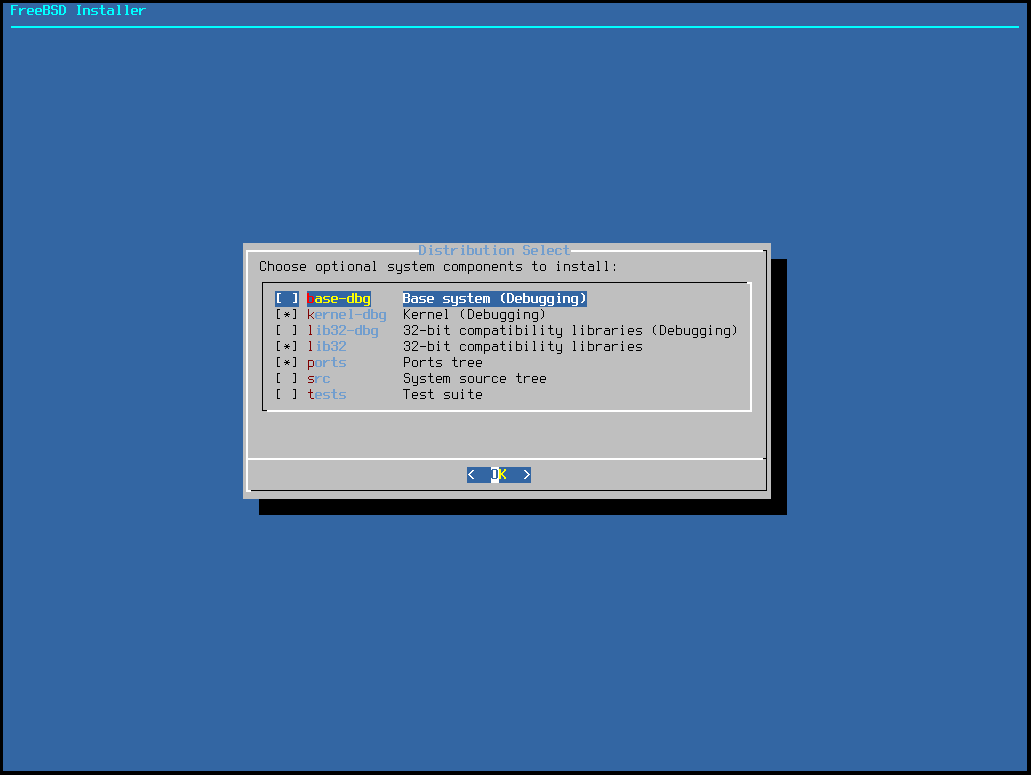 FreeBSD Installer
Distribution Select
Choose optional system components to install:
[ ] base-dbg Base system (Debugging)
[*] kernel-dbg Kernel (Debugging)
[ ] lib32-dbg 32-bit compatibility libraries (Debugging)
[*] lib32 32-bit compatibility libraries
[*] ports Ports tree
[ ] src System source tree
[ ] tests Test suite
< OK >